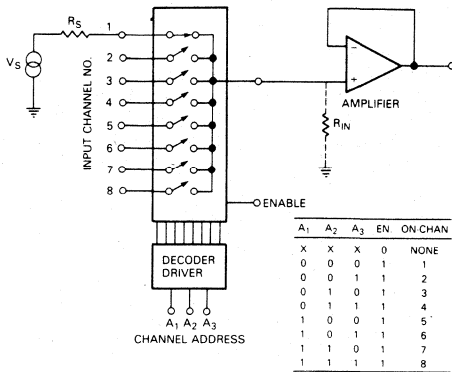 RS
VS
INPUT CHANNEL NO.
1
2
3
4
5
6
7
8
−
+
AMPLIFIER
RIN
ENABLE
DECODER
DRIVER
A1 A2 A3
CHANNEL ADDRESS
A1 A2 A3 EN. ON-CHAN
X X X 0 NONE
0 0 0 1 1
0 0 1 1 2
0 1 0 1 3
0 1 1 1 4
1 0 0 1 5
1 0 1 1 6
1 1 0 1 7
1 1 1 1 8